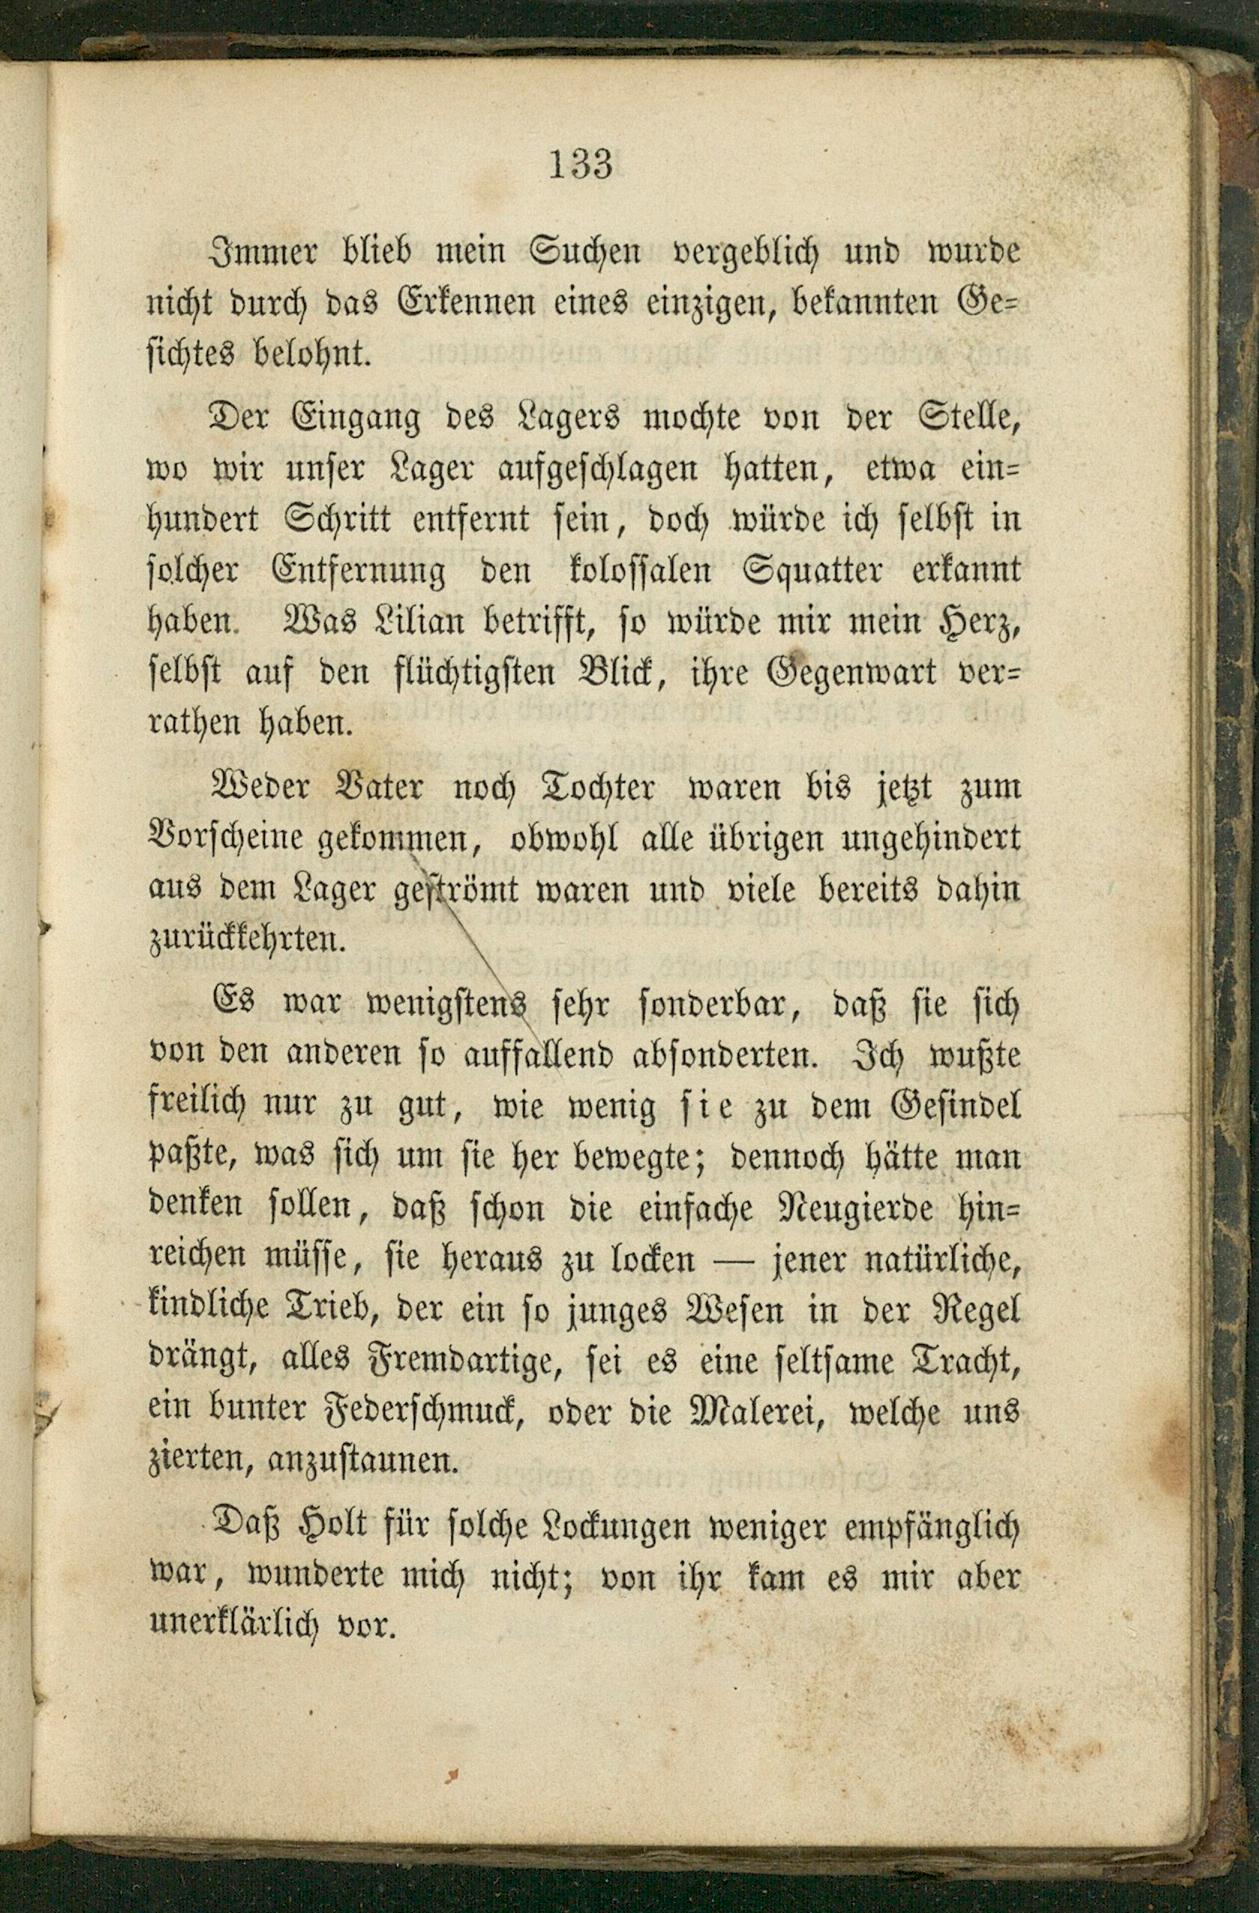 133
Immer blieb mein Suchen vergeblich und wurde
nicht durch das Erkennen eines einzigen, bekannten Ge=
sichtes belohnt.
Der Eingang des Lagers mochte von der Stelle,
wo wir unser Lager aufgeschlagen hatten, etwa ein=
hundert Schritt entfernt sein, doch würde ich selbst in
solcher Entfernung den kolossalen Squatter erkannt
haben. Was Lilian betrifft, so würde mir mein Herz,
selbst auf den flüchtigsten Blick, ihre Gegenwart ver=
rathen haben.
Weder Vater noch Tochter waren bis jetzt zum
Vorscheine gekommen, obwohl alle übrigen ungehindert
aus dem Lager geströmt waren und viele bereits dahin
zurückkehrten.
Es war wenigstens sehr sonderbar, daß sie sich
von den anderen so auffallend absonderten. Ich wußte
freilich nur zu gut, wie wenig sie zu dem Gesindel
paßte, was sich um sie her bewegte; dennoch hätte man
denken sollen, daß schon die einfache Neugierde hin=
reichen müsse, sie heraus zu locken — jener natürliche,
kindliche Trieb, der ein so junges Wesen in der Regel
drängt, alles Fremdartige, sei es eine seltsame Tracht,
ein bunter Federschmuck, oder die Malerei, welche uns
zierten, anzustaunen.
Daß Holt für solche Lockungen weniger empfänglich
war, wunderte mich nicht; von ihr kam es mir aber
unerklärlich vor.